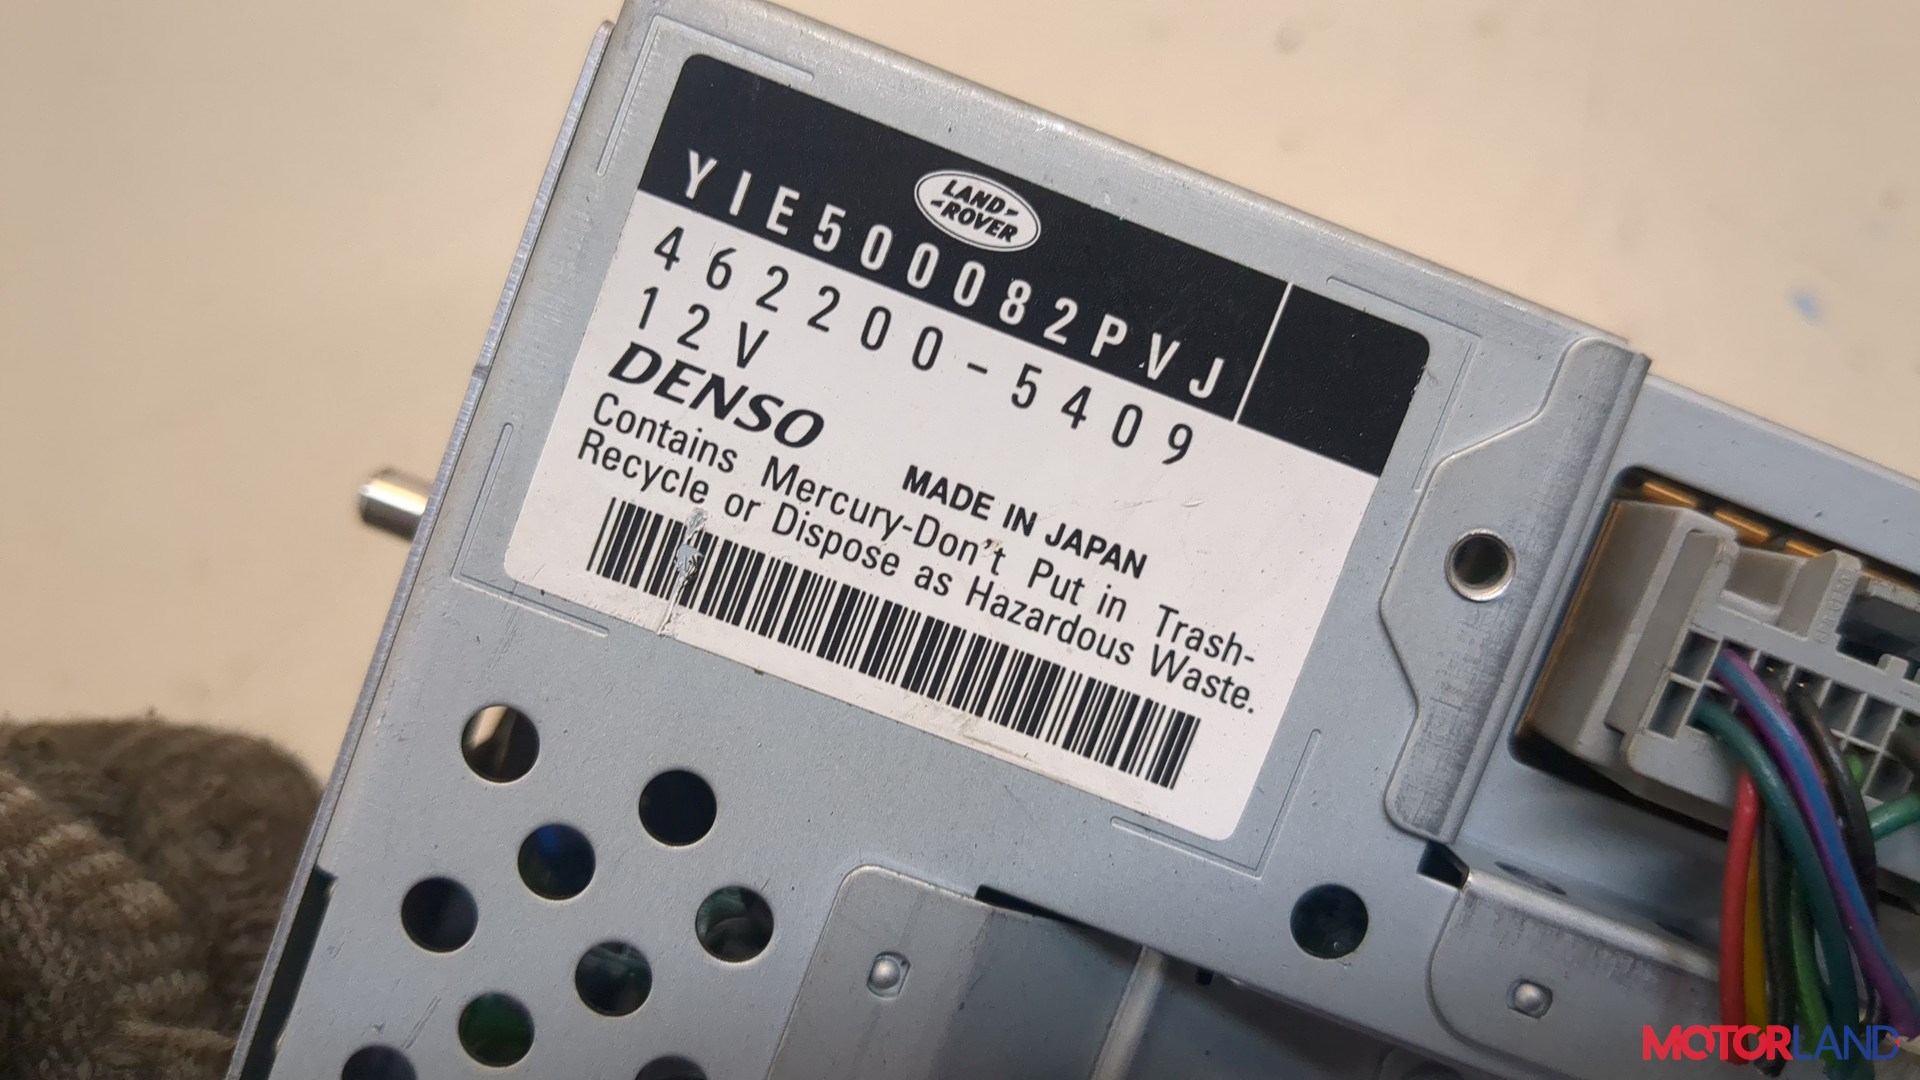 LAND-
-ROVER
YIE500082PVJ
462200-5409
12V
DENSO
MADE IN JAPAN
Contains Mercury-Don't Put in Trash-
Recycle or Dispose as Hazardous Waste.
MOTORLAND